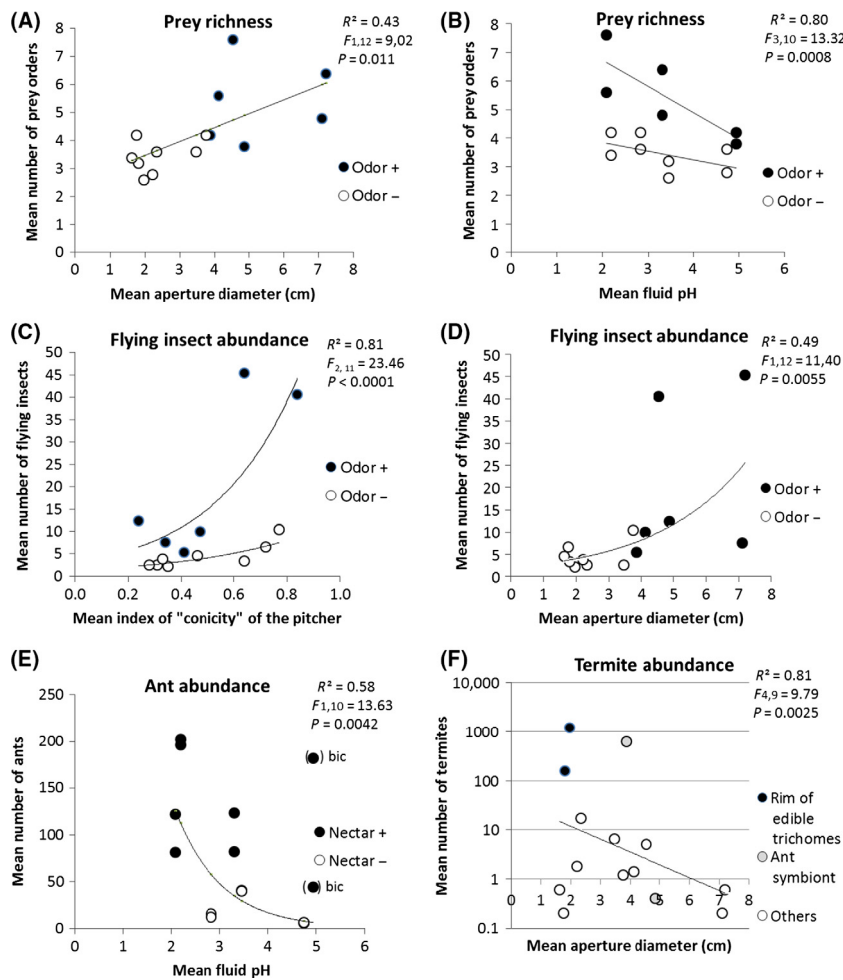 (A)
Prey richness
R² = 0.43
F1,12 = 9,02
P = 0.011
Mean number of prey orders
8
7
6
5
4
3
2
1
0
0 1 2 3 4 5 6 7 8
Mean aperture diameter (cm)
Odor +
Odor –
(B)
Prey richness
R² = 0.80
F3,10 = 13.32
P = 0.0008
Mean number of prey orders
8
7
6
5
4
3
2
1
0
0 1 2 3 4 5 6
Mean fluid pH
Odor +
Odor –
(C)
Flying insect abundance
R² = 0.81
F2, 11 = 23.46
P < 0.0001
Mean number of flying insects
50
45
40
35
30
25
20
15
10
5
0
0.0 0.2 0.4 0.6 0.8 1.0
Mean index of "conicity" of the pitcher
Odor +
Odor –
(D)
Flying insect abundance
R² = 0.49
F1,12 = 11,40
P = 0.0055
Mean number of flying insects
50
45
40
35
30
25
20
15
10
5
0
0 1 2 3 4 5 6 7 8
Mean aperture diameter (cm)
Odor +
Odor –
(E)
Ant abundance
R² = 0.58
F1,10 = 13.63
P = 0.0042
Mean number of ants
250
200
150
100
50
0
0 1 2 3 4 5 6
Mean fluid pH
( ) bic
Nectar +
Nectar –
( ) bic
(F)
Termite abundance
R² = 0.81
F4,9 = 9.79
P = 0.0025
Mean number of termites
10,000
1000
100
10
1
0.1
0 1 2 3 4 5 6 7 8
Mean aperture diameter (cm)
Rim of
edible
trichomes
Ant
symbiont
Others